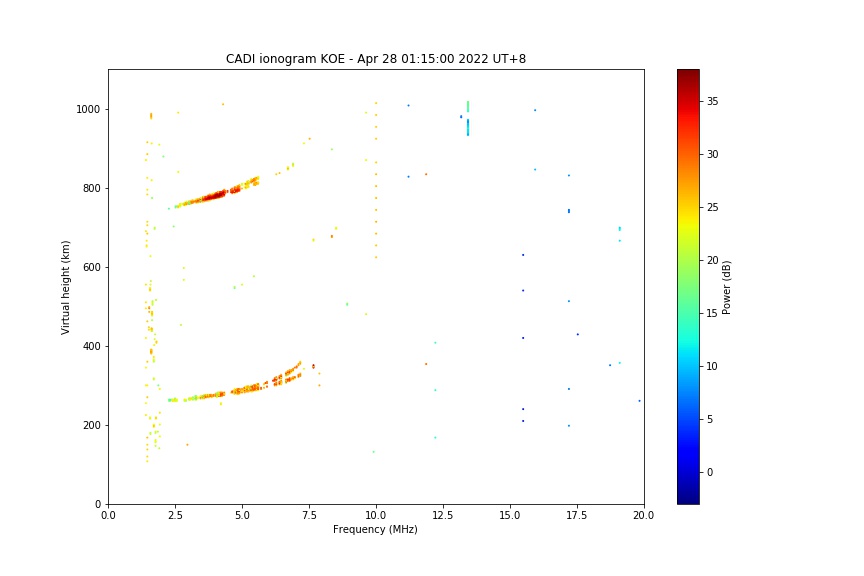 CADI ionogram KOE - Apr 28 01:15:00 2022 UT+8
1000
800
600
400
200
0
Virtual height (km)
0.0 2.5 5.0 7.5 10.0 12.5 15.0 17.5 20.0
Frequency (MHz)
35
30
25
20
15
10
5
0
Power (dB)